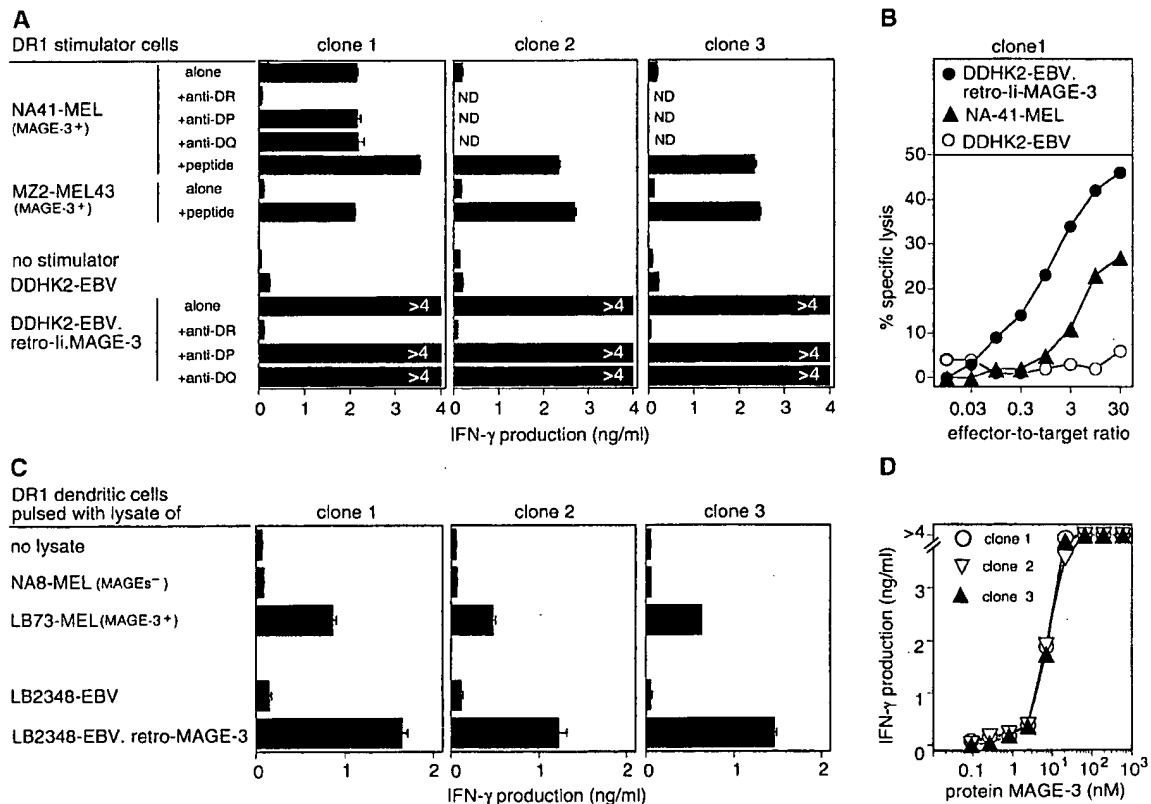 A
DR1 stimulator cells
clone 1 clone 2 clone 3
NA41-MEL
(MAGE-3+)
alone
+anti-DR ND ND
+anti-DP ND ND
+anti-DQ ND ND
+peptide
MZ2-MEL43
(MAGE-3+)
alone
+peptide
no stimulator
DDHK2-EBV
DDHK2-EBV.
retro-Ii.MAGE-3
alone >4 >4 >4
+anti-DR
+anti-DP >4 >4 >4
+anti-DQ >4 >4 >4
0 1 2 3 4 0 1 2 3 4 0 1 2 3 4
IFN-γ production (ng/ml)
B
clone1
DDHK2-EBV.
retro-Ii-MAGE-3
NA-41-MEL
DDHK2-EBV
50
40
30
20
10
0
% specific lysis
0.03 0.3 3 30
effector-to-target ratio
C
DR1 dendritic cells
pulsed with lysate of
clone 1 clone 2 clone 3
no lysate
NA8-MEL (MAGEs−)
LB73-MEL(MAGE-3+)
LB2348-EBV
LB2348-EBV. retro-MAGE-3
0 1 2 0 1 2 0 1 2
IFN-γ production (ng/ml)
D
>4
3
2
1
0
IFN-γ production (ng/ml)
clone 1
clone 2
clone 3
0.1 1 10¹ 10² 10³
protein MAGE-3 (nM)